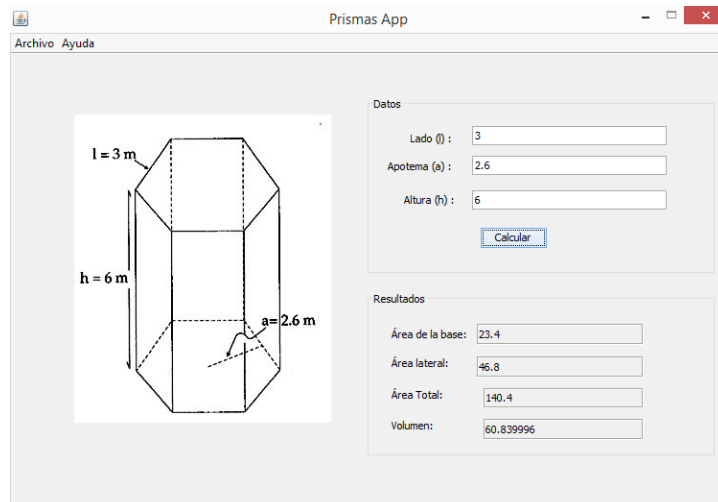 Prismas App
Archivo Ayuda
l = 3 m
h = 6 m
a= 2.6 m
Datos
Lado (l) : 3
Apotema (a) : 2.6
Altura (h) : 6
Calcular
Resultados
Área de la base: 23.4
Área lateral: 46.8
Área Total: 140.4
Volumen: 60.839996